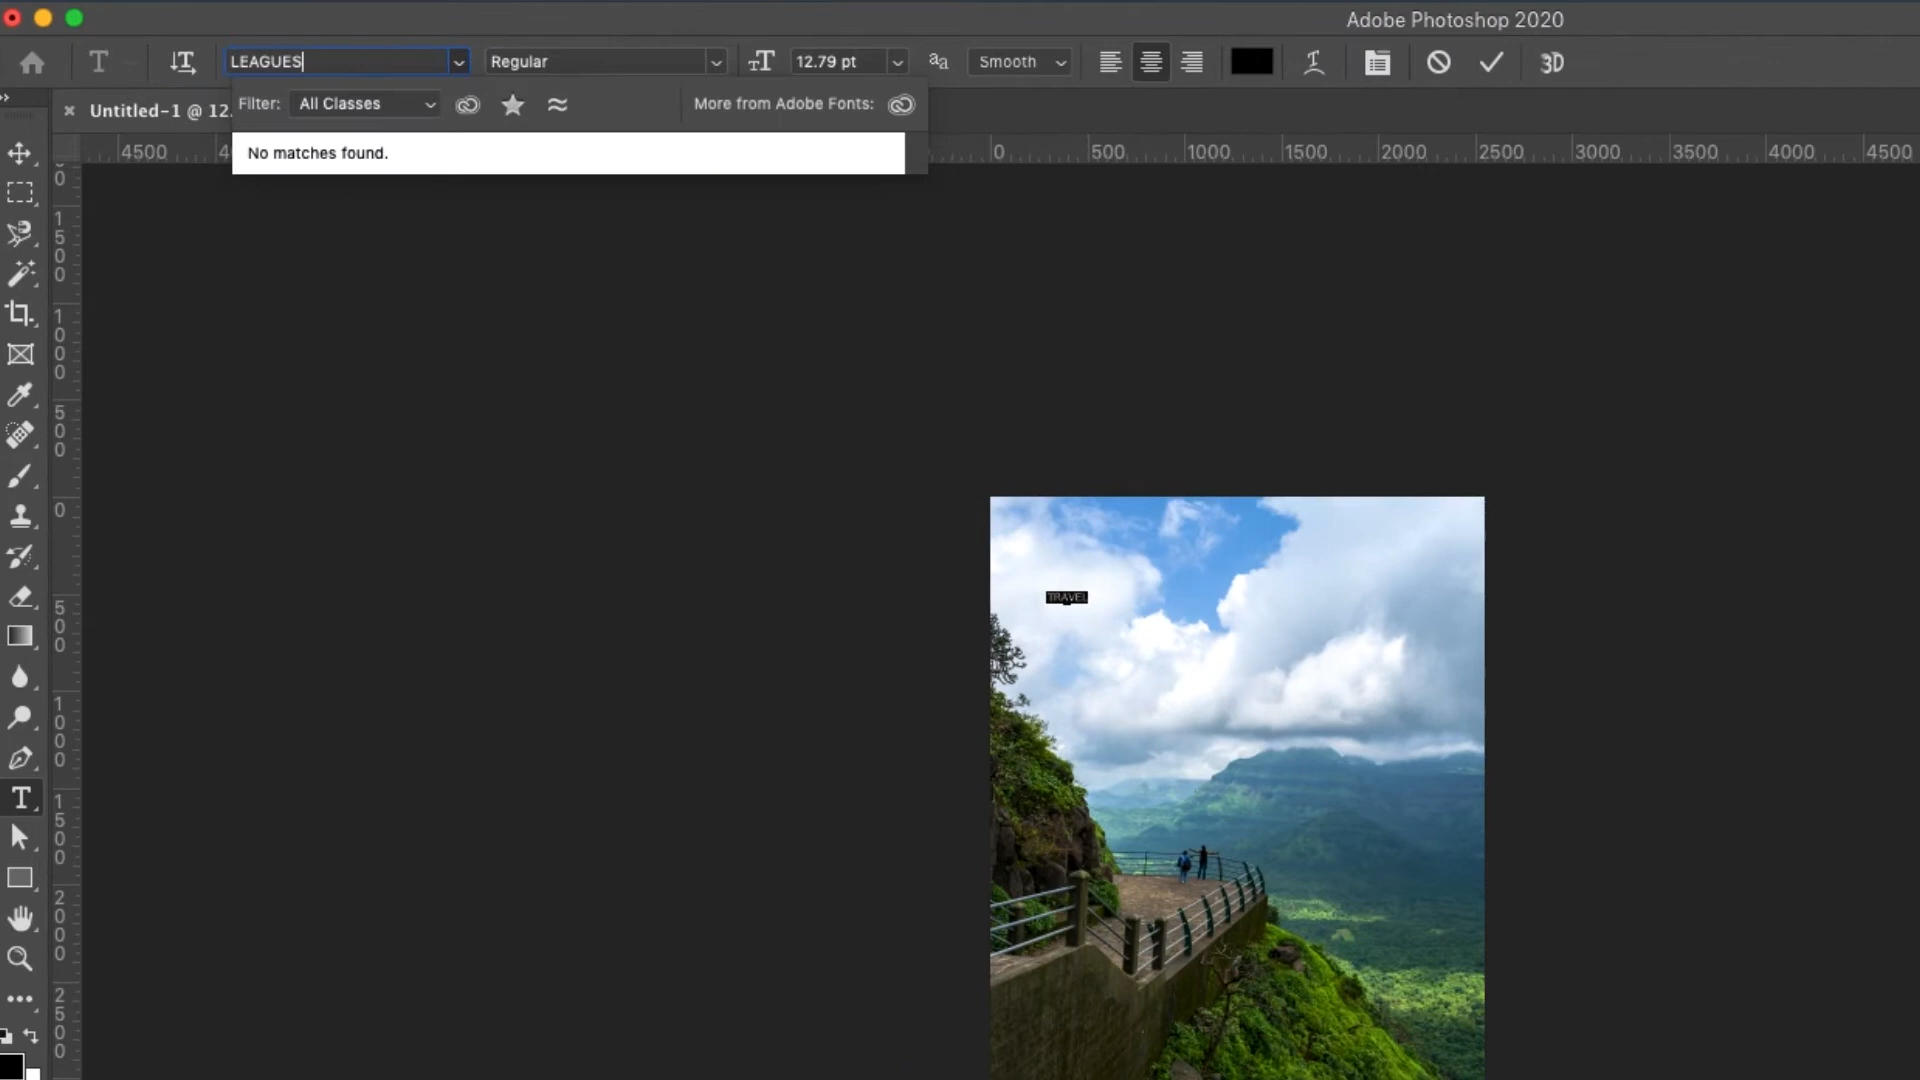 Adobe Photoshop 2020
LEAGUES
Regular
12.79 pt
Smooth
3D
Filter:
All Classes
More from Adobe Fonts:
Untitled-1 @ 12.
No matches found.
4500
0
500
1000
1500
2000
2500
3000
3500
4000
4500
0
1500
1000
500
0
500
1000
1500
2000
2500
TRAVEL